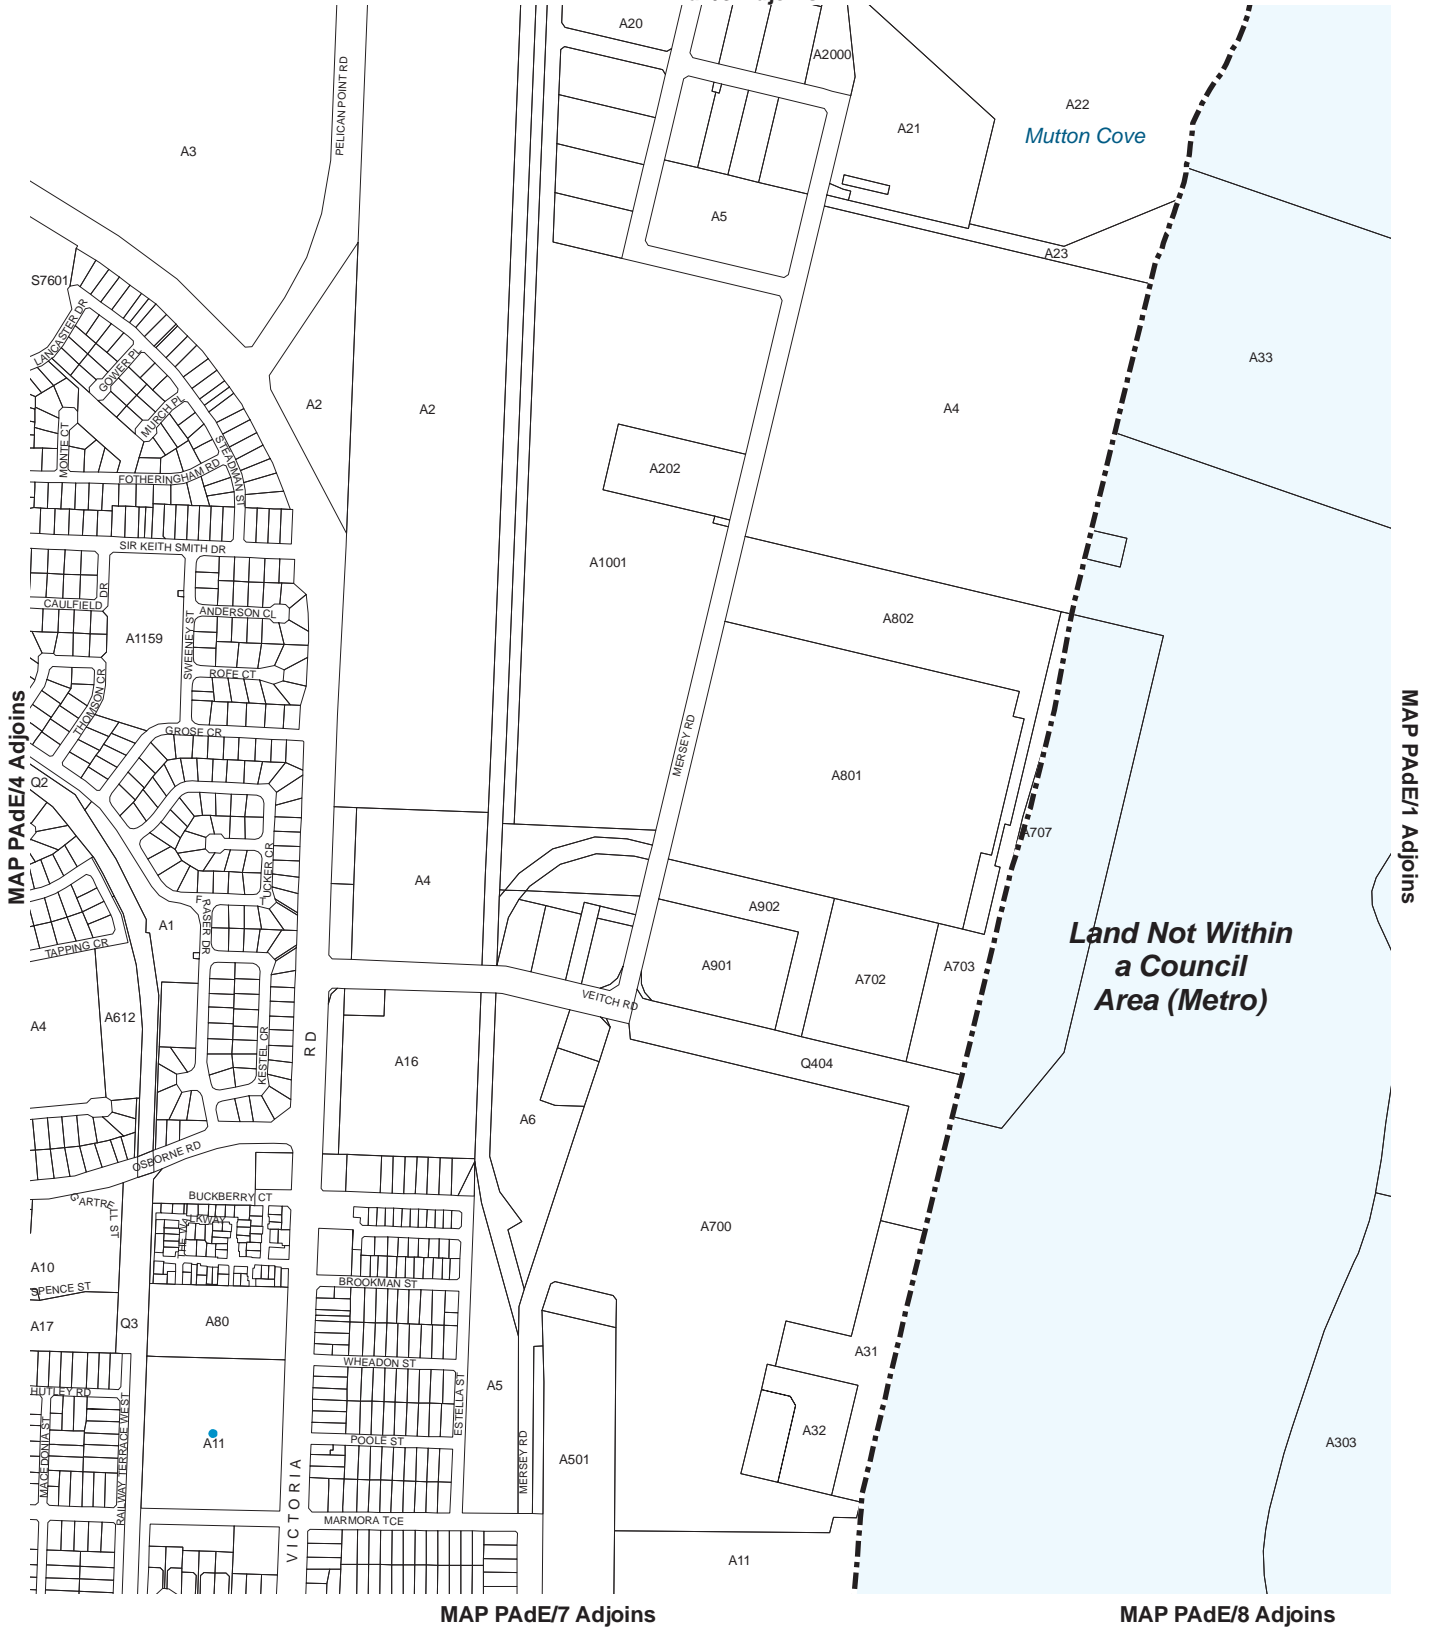 A20
A2000
PELICAN POINT RD
A22
Mutton Cove
A21
A3
A5
A23
S7601
LANCASTER DR
GOWER PL
A33
MURCH PL
A2
A2
A4
MONTE CT
STEADMAN ST
FOTHERINGHAM RD
A202
SIR KEITH SMITH DR
A1001
CAULFIELD DR
ANDERSON CL
A802
A1159
SWEENEY ST
ROFE CT
THOMSON CR
GROSE CR
MERSEY RD
MAP PAdE/4 Adjoins
MAP PAdE/1 Adjoins
Q2
A801
A707
TUCKER CR
A4
FRASER DR
A902
A1
Land Not Within
a Council
Area (Metro)
TAPPING CR
A901
A702
A703
VEITCH RD
A4
A612
KESTEL CR
RD
A16
Q404
A6
OSBORNE RD
GARTRELL ST
BUCKBERRY CT
THE WALKWAY
A700
A10
SPENCE ST
BROOKMAN ST
A17
Q3
A80
WHEADON ST
A31
HUTLEY RD
A5
ESTELLA ST
MACEDONIA ST
RAILWAY TERRACE WEST
A11
POOLE ST
A32
A303
MERSEY RD
A501
VICTORIA
MARMORA TCE
A11
MAP PAdE/7 Adjoins
MAP PAdE/8 Adjoins